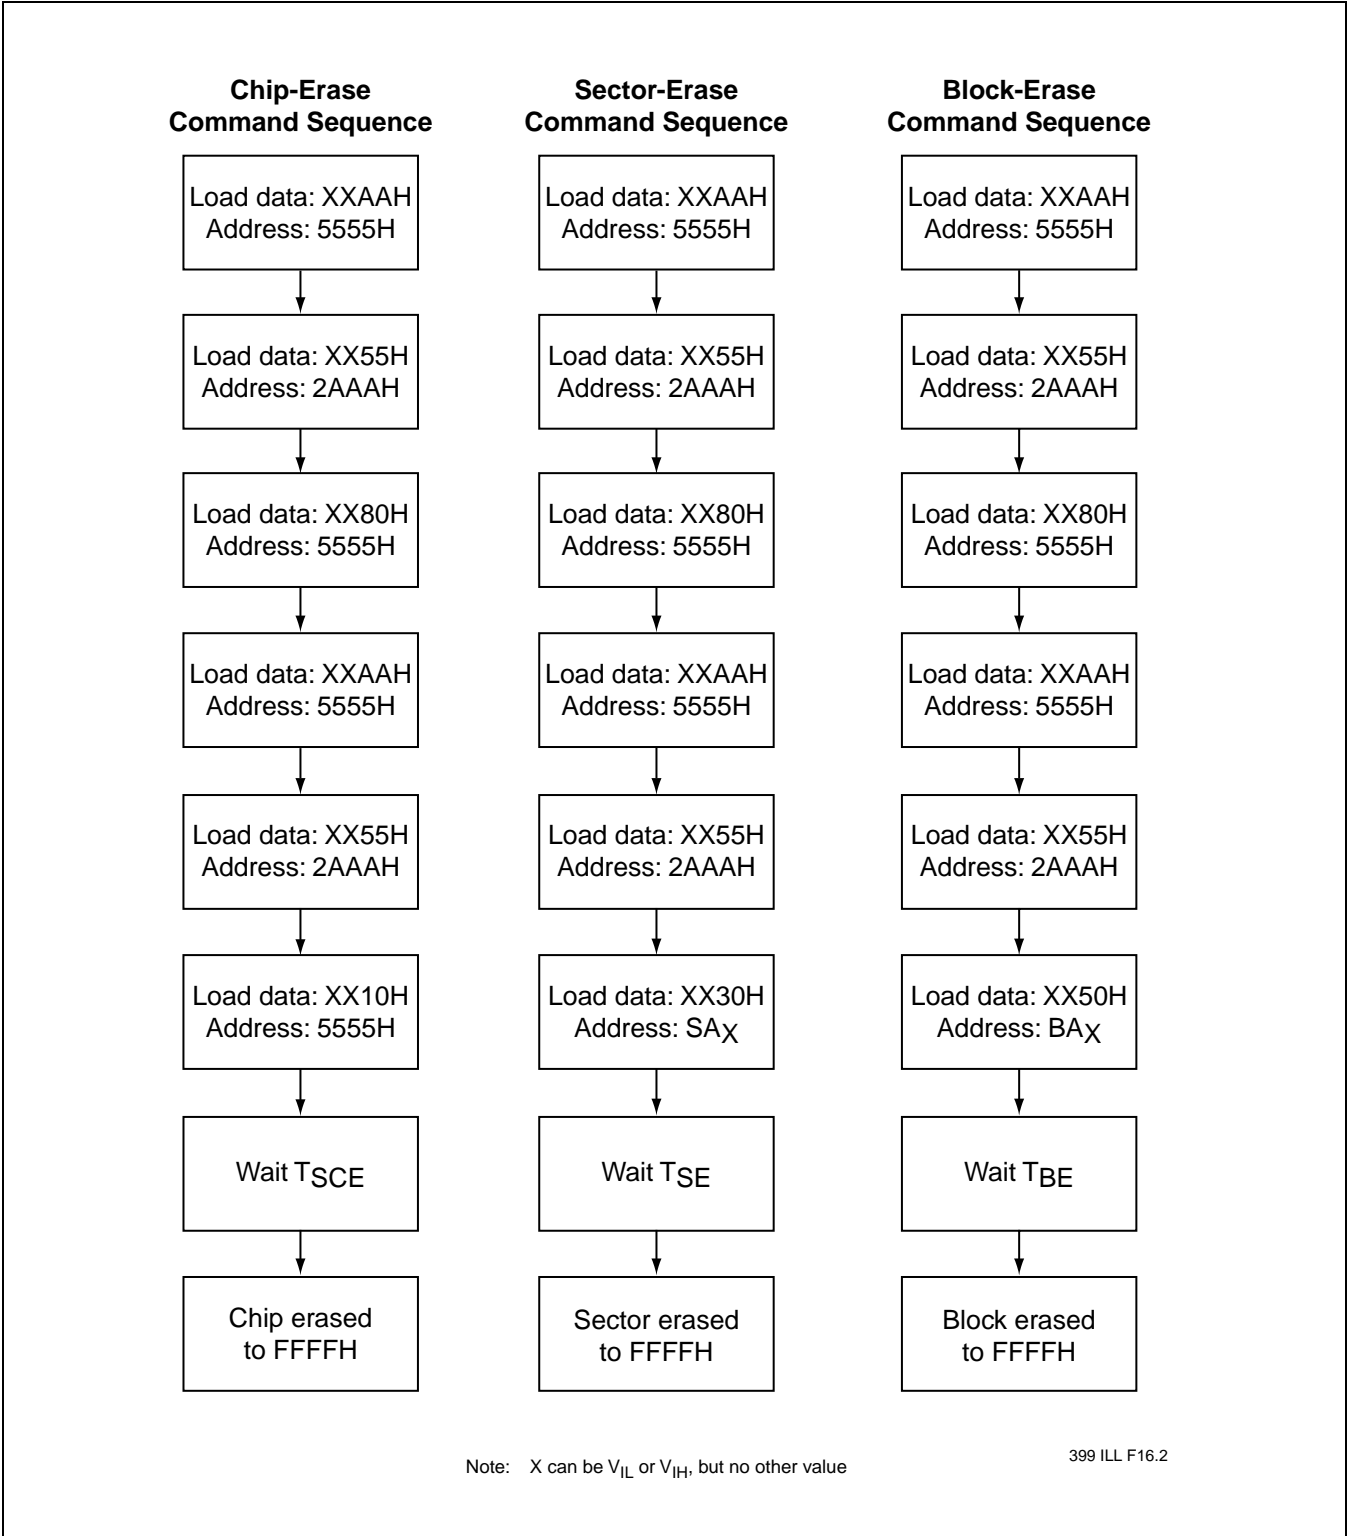 Chip-Erase
Command Sequence
Load data: XXAAH
Address: 5555H
Load data: XX55H
Address: 2AAAH
Load data: XX80H
Address: 5555H
Load data: XXAAH
Address: 5555H
Load data: XX55H
Address: 2AAAH
Load data: XX10H
Address: 5555H
Wait TSCE
Chip erased
to FFFFH
Sector-Erase
Command Sequence
Load data: XXAAH
Address: 5555H
Load data: XX55H
Address: 2AAAH
Load data: XX80H
Address: 5555H
Load data: XXAAH
Address: 5555H
Load data: XX55H
Address: 2AAAH
Load data: XX30H
Address: SAX
Wait TSE
Sector erased
to FFFFH
Block-Erase
Command Sequence
Load data: XXAAH
Address: 5555H
Load data: XX55H
Address: 2AAAH
Load data: XX80H
Address: 5555H
Load data: XXAAH
Address: 5555H
Load data: XX55H
Address: 2AAAH
Load data: XX50H
Address: BAX
Wait TBE
Block erased
to FFFFH
Note: X can be VIL or VIH, but no other value
399 ILL F16.2